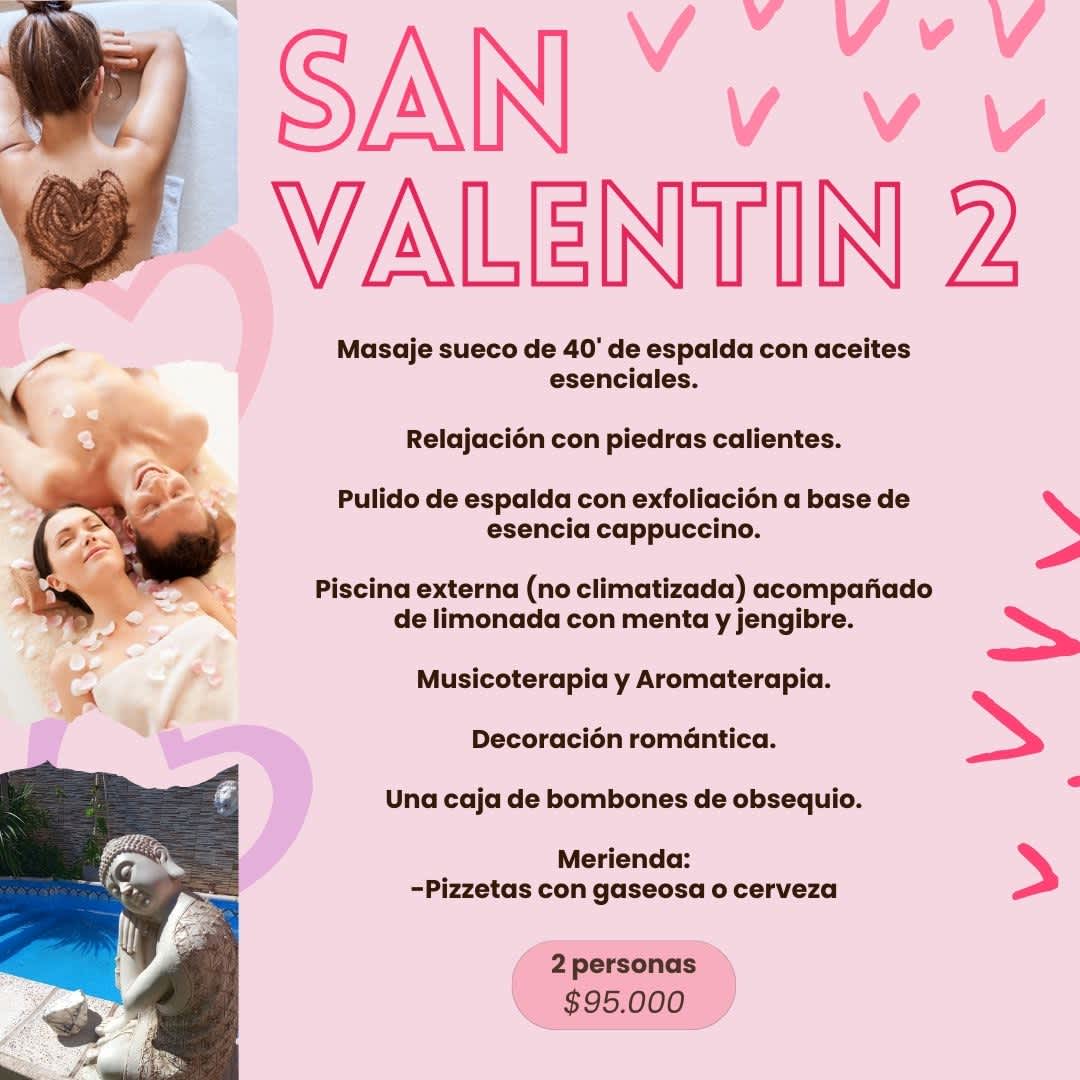 SAN
VALENTIN 2
Masaje sueco de 40' de espalda con aceites
esenciales.
Relajación con piedras calientes.
Pulido de espalda con exfoliación a base de
esencia cappuccino.
Piscina externa (no climatizada) acompañado
de limonada con menta y jengibre.
Musicoterapia y Aromaterapia.
Decoración romántica.
Una caja de bombones de obsequio.
Merienda:
-Pizzetas con gaseosa o cerveza
2 personas
$95.000